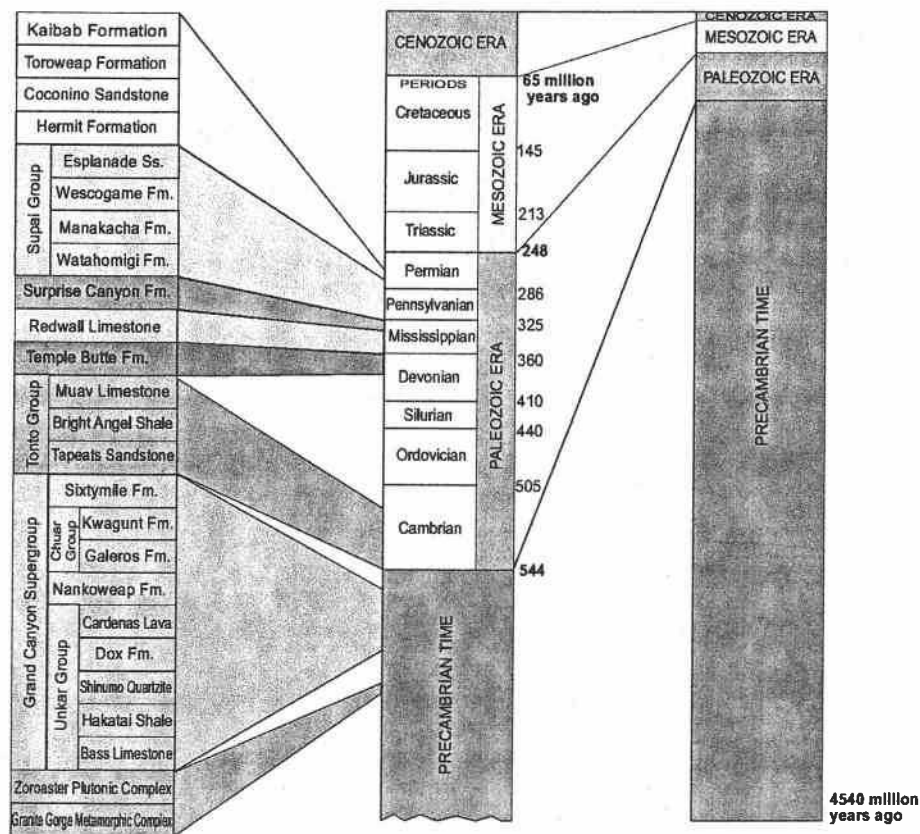 Kaibab Formation
Toroweap Formation
Coconino Sandstone
Hermit Formation
Supai Group
Esplanade Ss.
Wescogame Fm.
Manakacha Fm.
Watahomigi Fm.
Surprise Canyon Fm.
Redwall Limestone
Temple Butte Fm.
Tonto Group
Muav Limestone
Bright Angel Shale
Tapeats Sandstone
Grand Canyon Supergroup
Sixtymile Fm.
Chuar
Group
Kwagunt Fm.
Galeros Fm.
Nankoweap Fm.
Unkar Group
Cardenas Lava
Dox Fm.
Shinumo Quartzite
Hakatai Shale
Bass Limestone
Zoroaster Plutonic Complex
Granite Gorge Metamorphic Complex
CENOZOIC ERA
PERIODS
Cretaceous
Jurassic
Triassic
MESOZOIC ERA
Permian
Pennsylvanian
Mississippian
Devonian
Silurian
Ordovician
Cambrian
PALEOZOIC ERA
PRECAMBRIAN TIME
65 million
years ago
145
213
248
286
325
360
410
440
505
544
CENOZOIC ERA
MESOZOIC ERA
PALEOZOIC ERA
PRECAMBRIAN TIME
4540 million
years ago